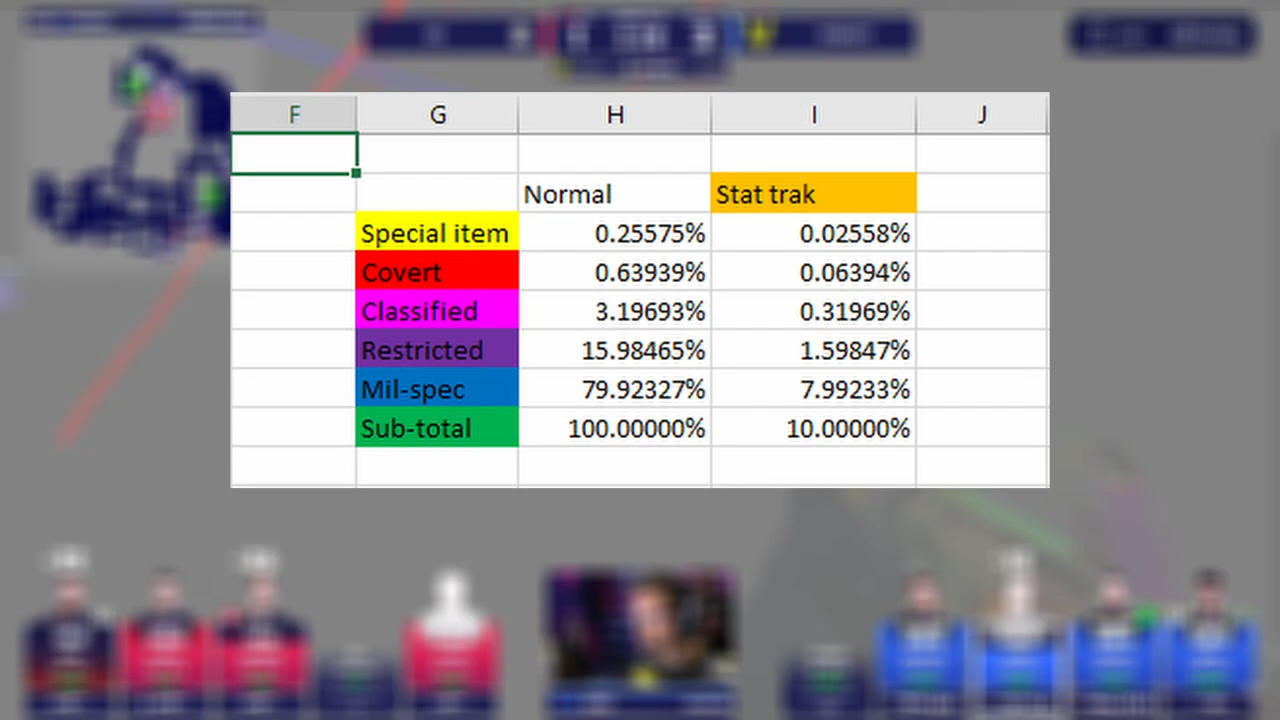 F G H I J
Normal Stat trak
Special item 0.25575% 0.02558%
Covert 0.63939% 0.06394%
Classified 3.19693% 0.31969%
Restricted 15.98465% 1.59847%
Mil-spec 79.92327% 7.99233%
Sub-total 100.00000% 10.00000%